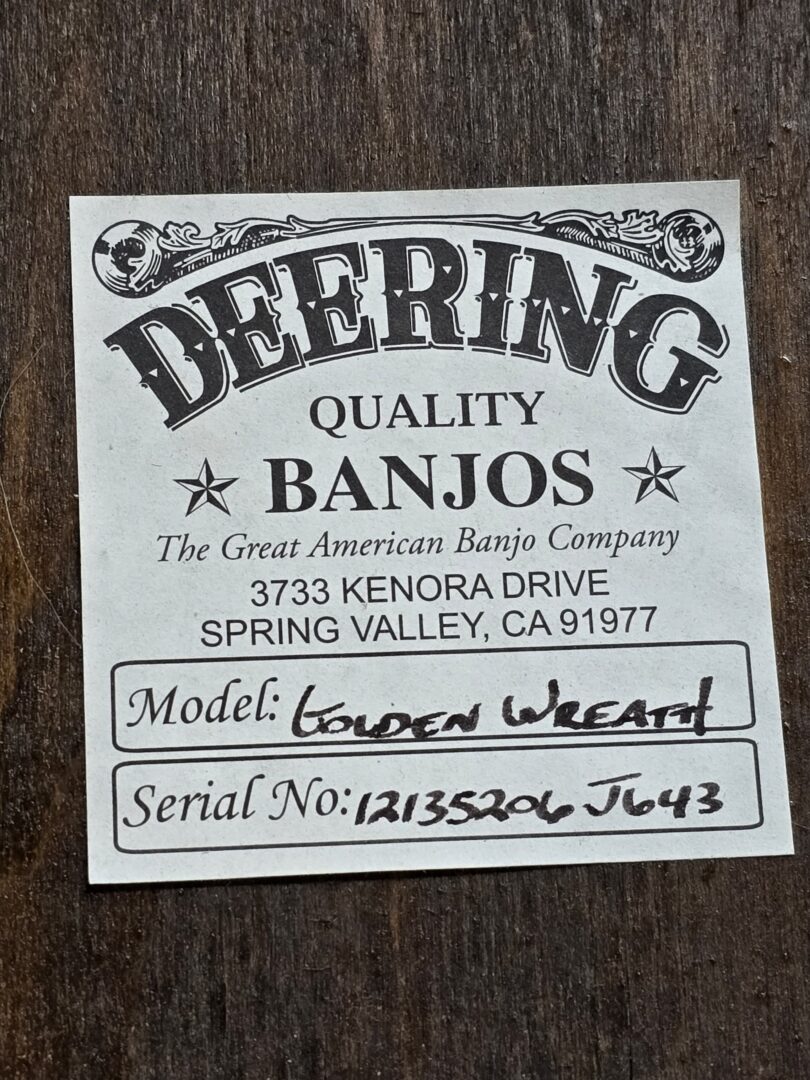 DEERING
QUALITY
BANJOS
The Great American Banjo Company
3733 KENORA DRIVE
SPRING VALLEY, CA 91977
Model: GOLDEN WREATH
Serial No: 12135206 J643